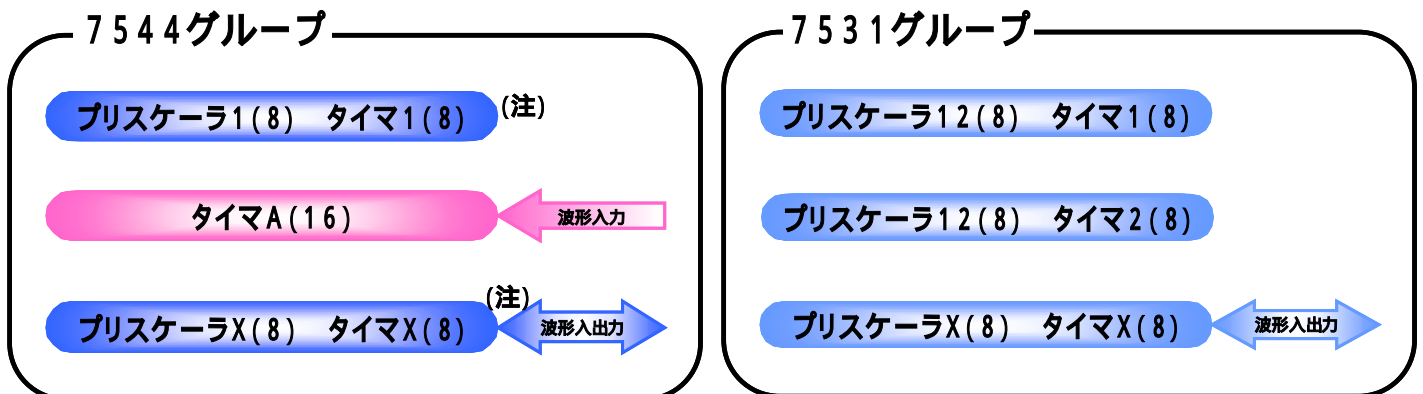 7544グループ
プリスケーラ1(8) タイマ1(8)
(注)
タイマA(16)
波形入力
プリスケーラX(8) タイマX(8)
(注)
波形入出力
7531グループ
プリスケーラ12(8) タイマ1(8)
プリスケーラ12(8) タイマ2(8)
プリスケーラX(8) タイマX(8)
波形入出力